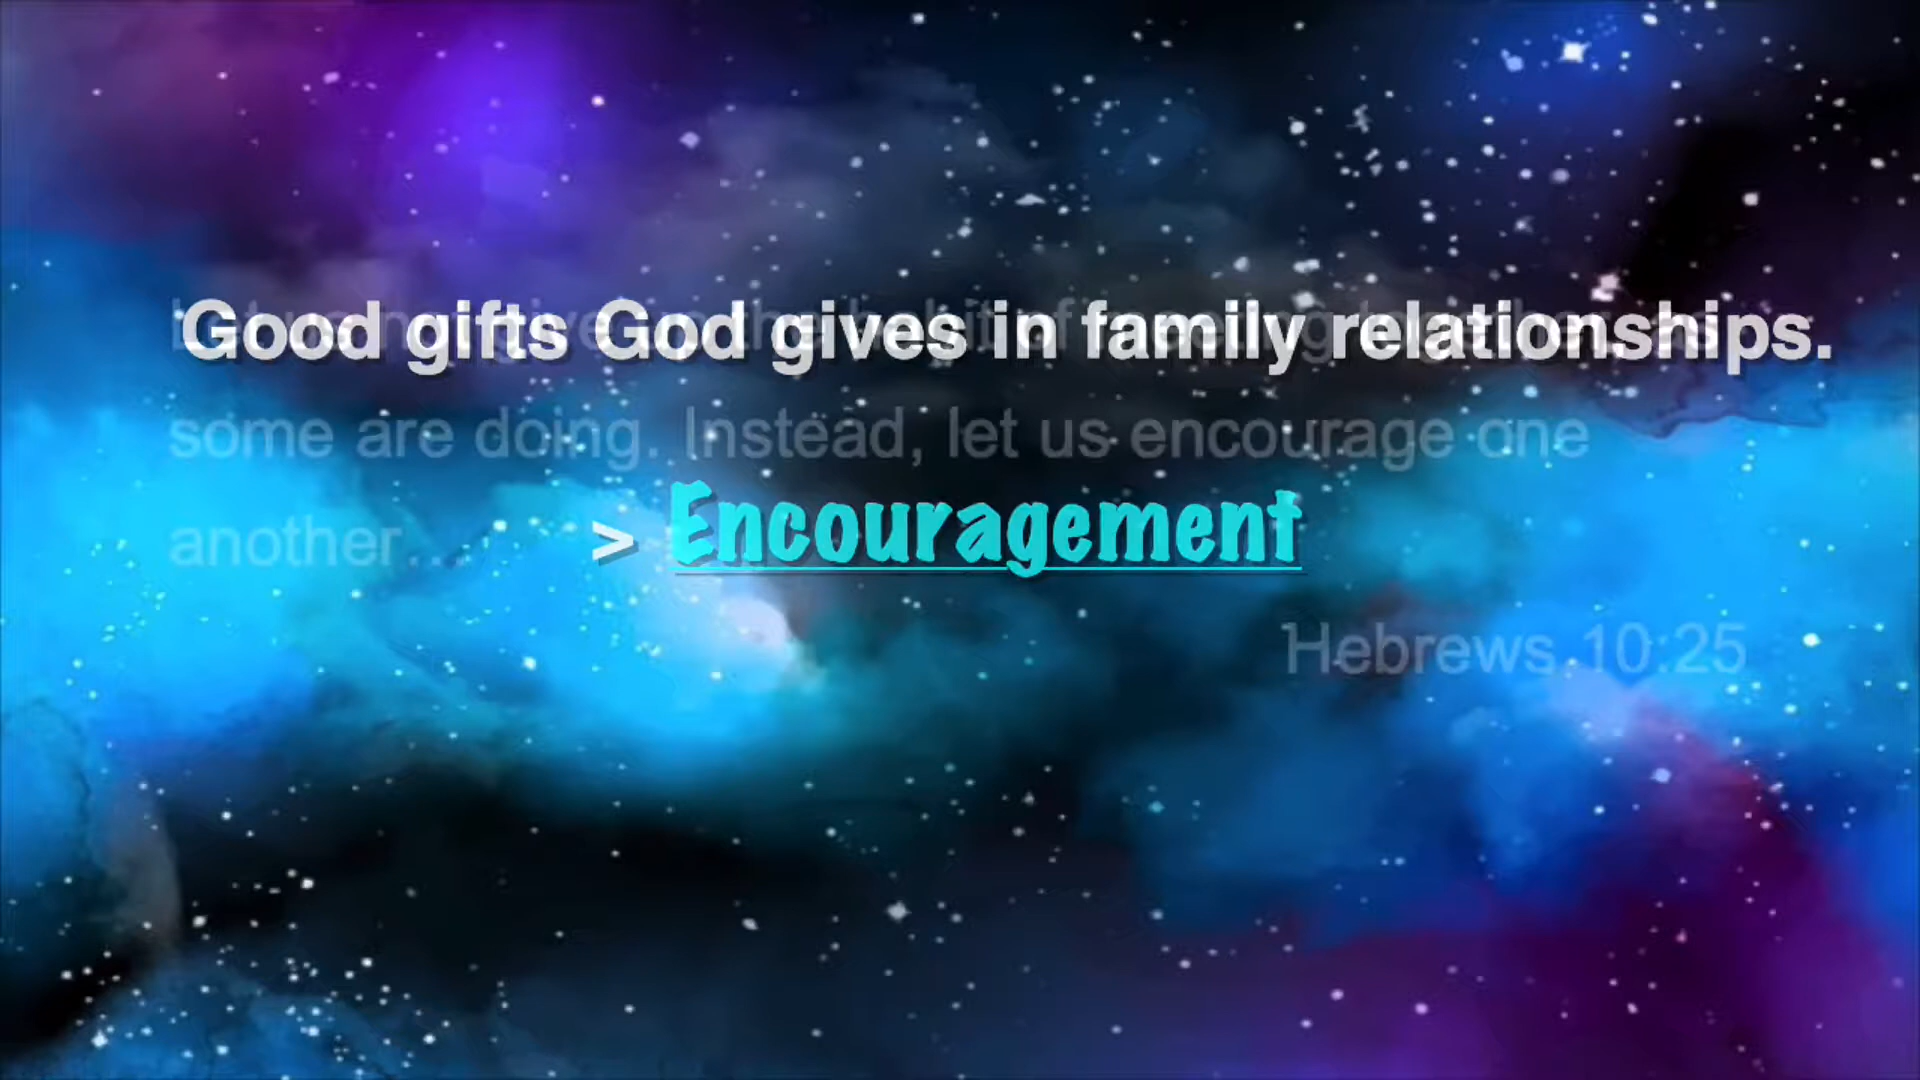 Good gifts God gives in family relationships.
some are doing. Instead, let us encourage one
another…
> Encouragement
Hebrews 10:25